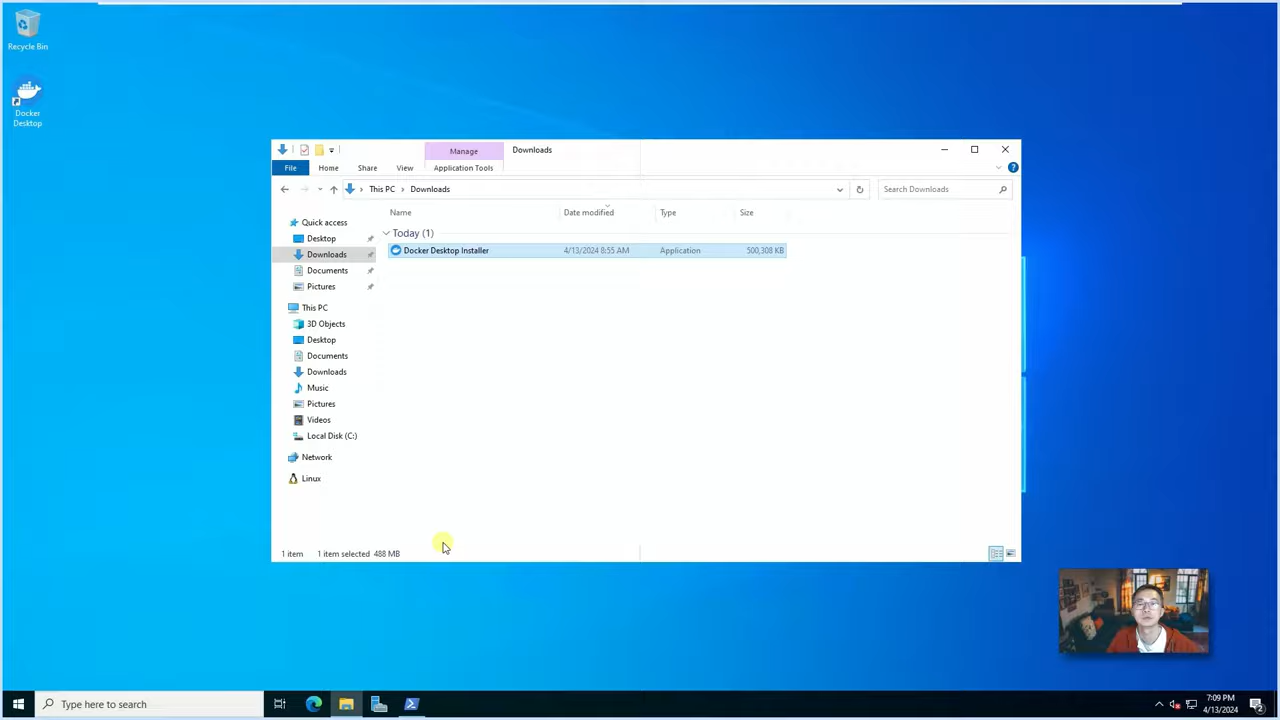 Recycle Bin
Docker
Desktop
Manage
Downloads
File
Home
Share
View
Application Tools
This PC
Downloads
Search Downloads
Name
Date modified
Type
Size
Quick access
Desktop
Downloads
Documents
Pictures
This PC
3D Objects
Desktop
Documents
Downloads
Music
Pictures
Videos
Local Disk (C:)
Network
Linux
Today (1)
Docker Desktop Installer
4/13/2024 8:55 AM
Application
500,308 KB
1 item
1 item selected 488 MB
Type here to search
7:09 PM
4/13/2024
2